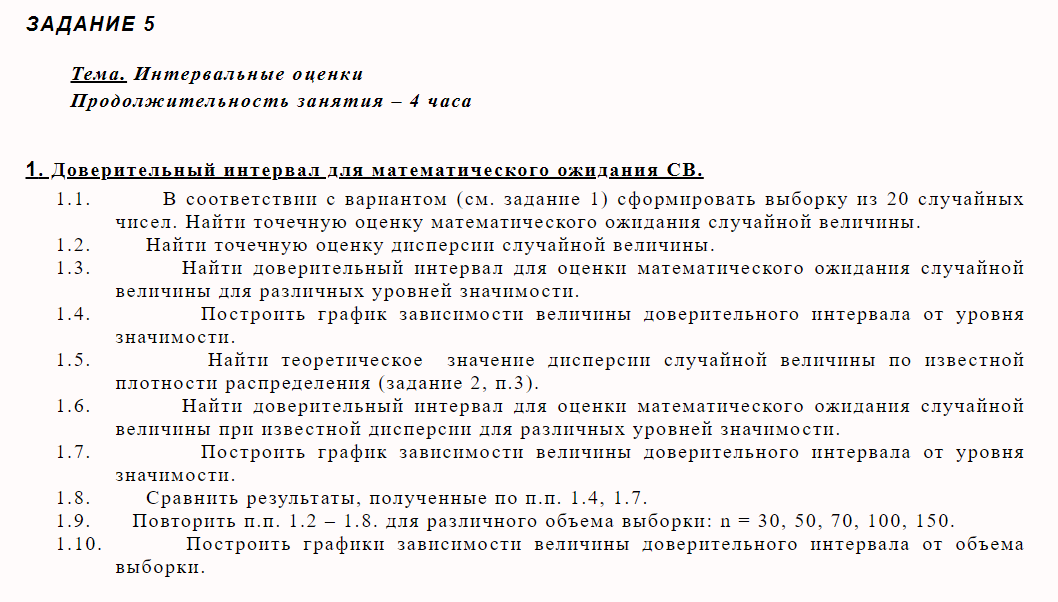 ЗАДАНИЕ 5
Тема. Интервальные оценки
Продолжительность занятия – 4 часа
1. Доверительный интервал для математического ожидания СВ.
1.1. В соответствии с вариантом (см. задание 1) сформировать выборку из 20 случайных
чисел. Найти точечную оценку математического ожидания случайной величины.
1.2. Найти точечную оценку дисперсии случайной величины.
1.3. Найти доверительный интервал для оценки математического ожидания случайной
величины для различных уровней значимости.
1.4. Построить график зависимости величины доверительного интервала от уровня
значимости.
1.5. Найти теоретическое значение дисперсии случайной величины по известной
плотности распределения (задание 2, п.3).
1.6. Найти доверительный интервал для оценки математического ожидания случайной
величины при известной дисперсии для различных уровней значимости.
1.7. Построить график зависимости величины доверительного интервала от уровня
значимости.
1.8. Сравнить результаты, полученные по п.п. 1.4, 1.7.
1.9. Повторить п.п. 1.2 – 1.8. для различного объема выборки: n = 30, 50, 70, 100, 150.
1.10. Построить графики зависимости величины доверительного интервала от объема
выборки.